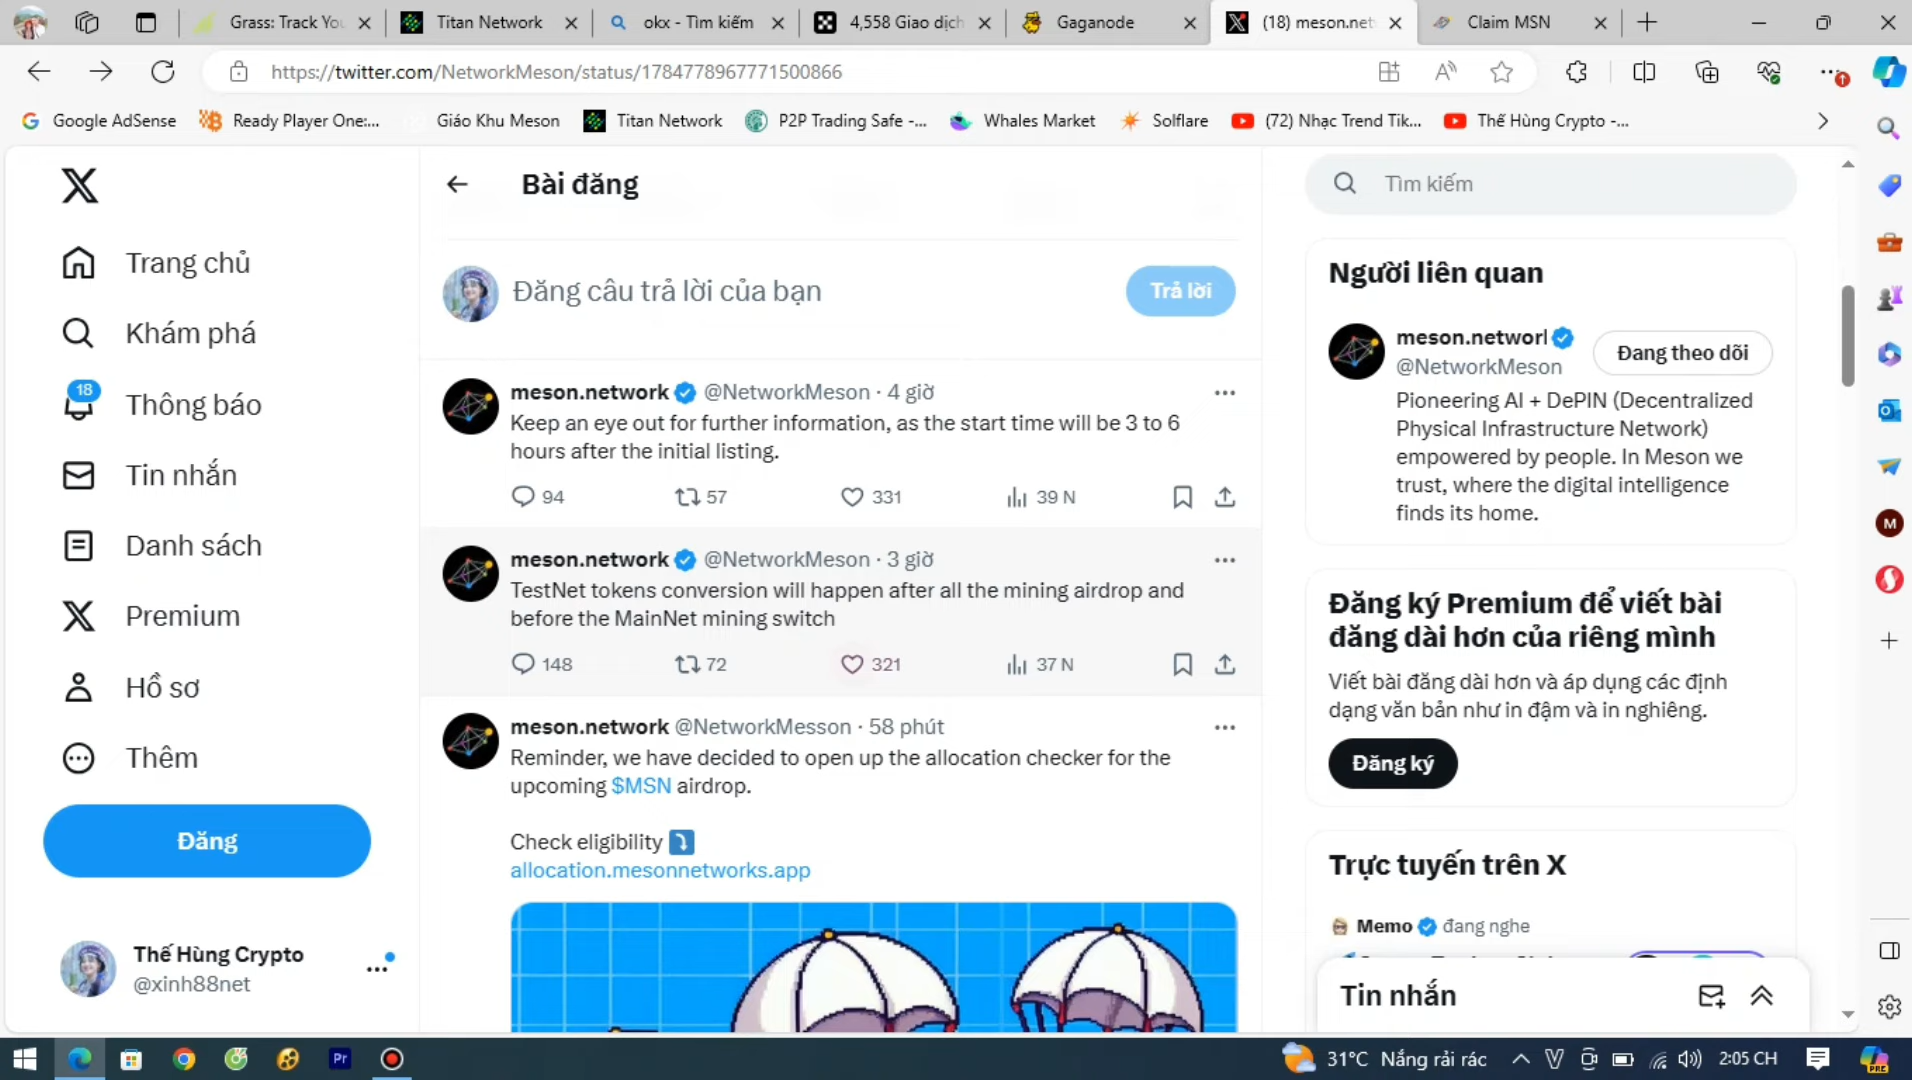 Grass: Track You
Titan Network
okx - Tìm kiếm
4,558 Giao dịch
Gaganode
(18) meson.net
Claim MSN
https://twitter.com/NetworkMeson/status/1784778967771500866
Google AdSense
Ready Player One:...
Giáo Khu Meson
Titan Network
P2P Trading Safe -...
Whales Market
Solflare
(72) Nhạc Trend Tik...
Thế Hùng Crypto -...
Trang chủ
Khám phá
18
Thông báo
Tin nhắn
Danh sách
Premium
Hồ sơ
Thêm
Đăng
Thế Hùng Crypto
@xinh88net
Bài đăng
Đăng câu trả lời của bạn
Trả lời
meson.network @NetworkMeson · 4 giờ
Keep an eye out for further information, as the start time will be 3 to 6
hours after the initial listing.
94 57 331 39 N
meson.network @NetworkMeson · 3 giờ
TestNet tokens conversion will happen after all the mining airdrop and
before the MainNet mining switch
148 72 321 37 N
meson.network @NetworkMesson · 58 phút
Reminder, we have decided to open up the allocation checker for the
upcoming $MSN airdrop.
Check eligibility ⤵️
allocation.mesonnetworks.app
Tìm kiếm
Người liên quan
meson.network
@NetworkMeson
Đang theo dõi
Pioneering AI + DePIN (Decentralized
Physical Infrastructure Network)
empowered by people. In Meson we
trust, where the digital intelligence
finds its home.
Đăng ký Premium để viết bài
đăng dài hơn của riêng mình
Viết bài đăng dài hơn và áp dụng các định
dạng văn bản như in đậm và in nghiêng.
Đăng ký
Trực tuyến trên X
Memo đang nghe
Tin nhắn
M
Pr
31°C Nắng rải rác
2:05 CH
PRE